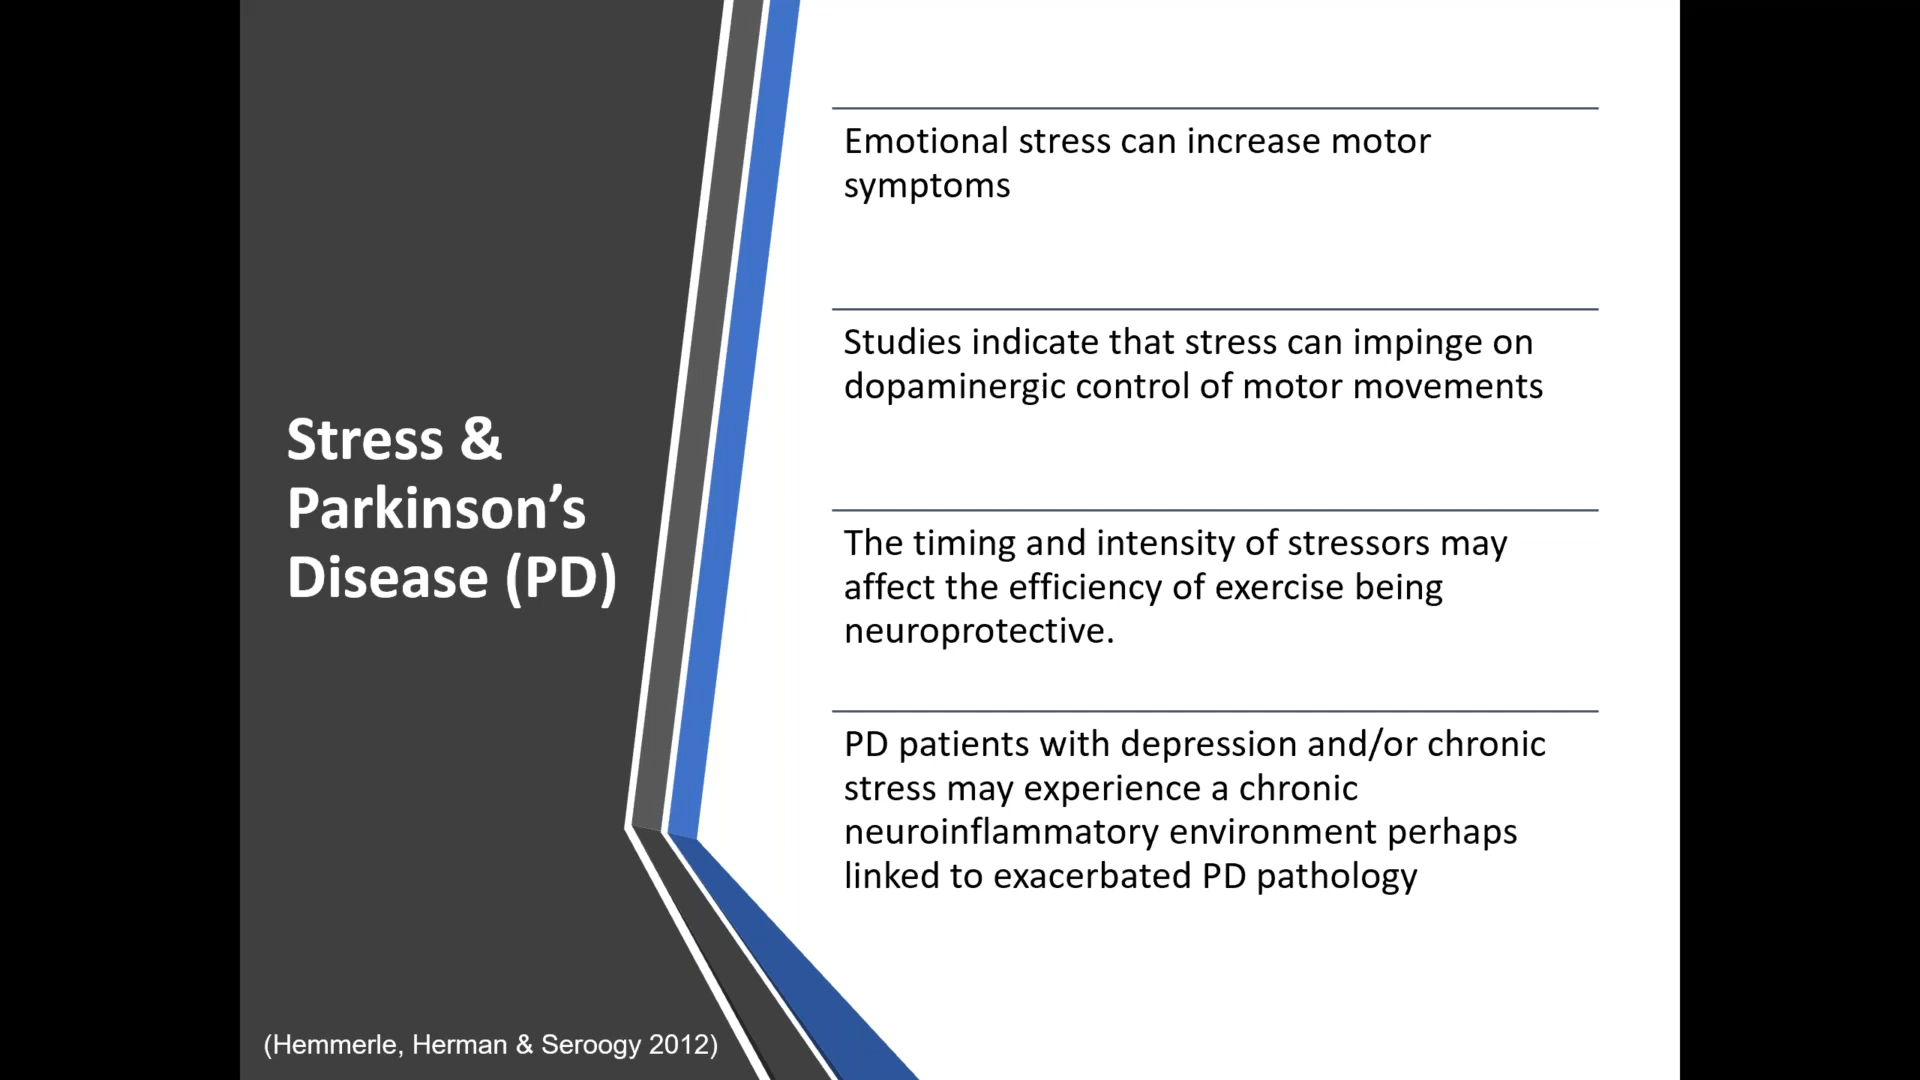 Stress &
Parkinson’s
Disease (PD)
(Hemmerle, Herman & Seroogy 2012)
Emotional stress can increase motor
symptoms
Studies indicate that stress can impinge on
dopaminergic control of motor movements
The timing and intensity of stressors may
affect the efficiency of exercise being
neuroprotective.
PD patients with depression and/or chronic
stress may experience a chronic
neuroinflammatory environment perhaps
linked to exacerbated PD pathology